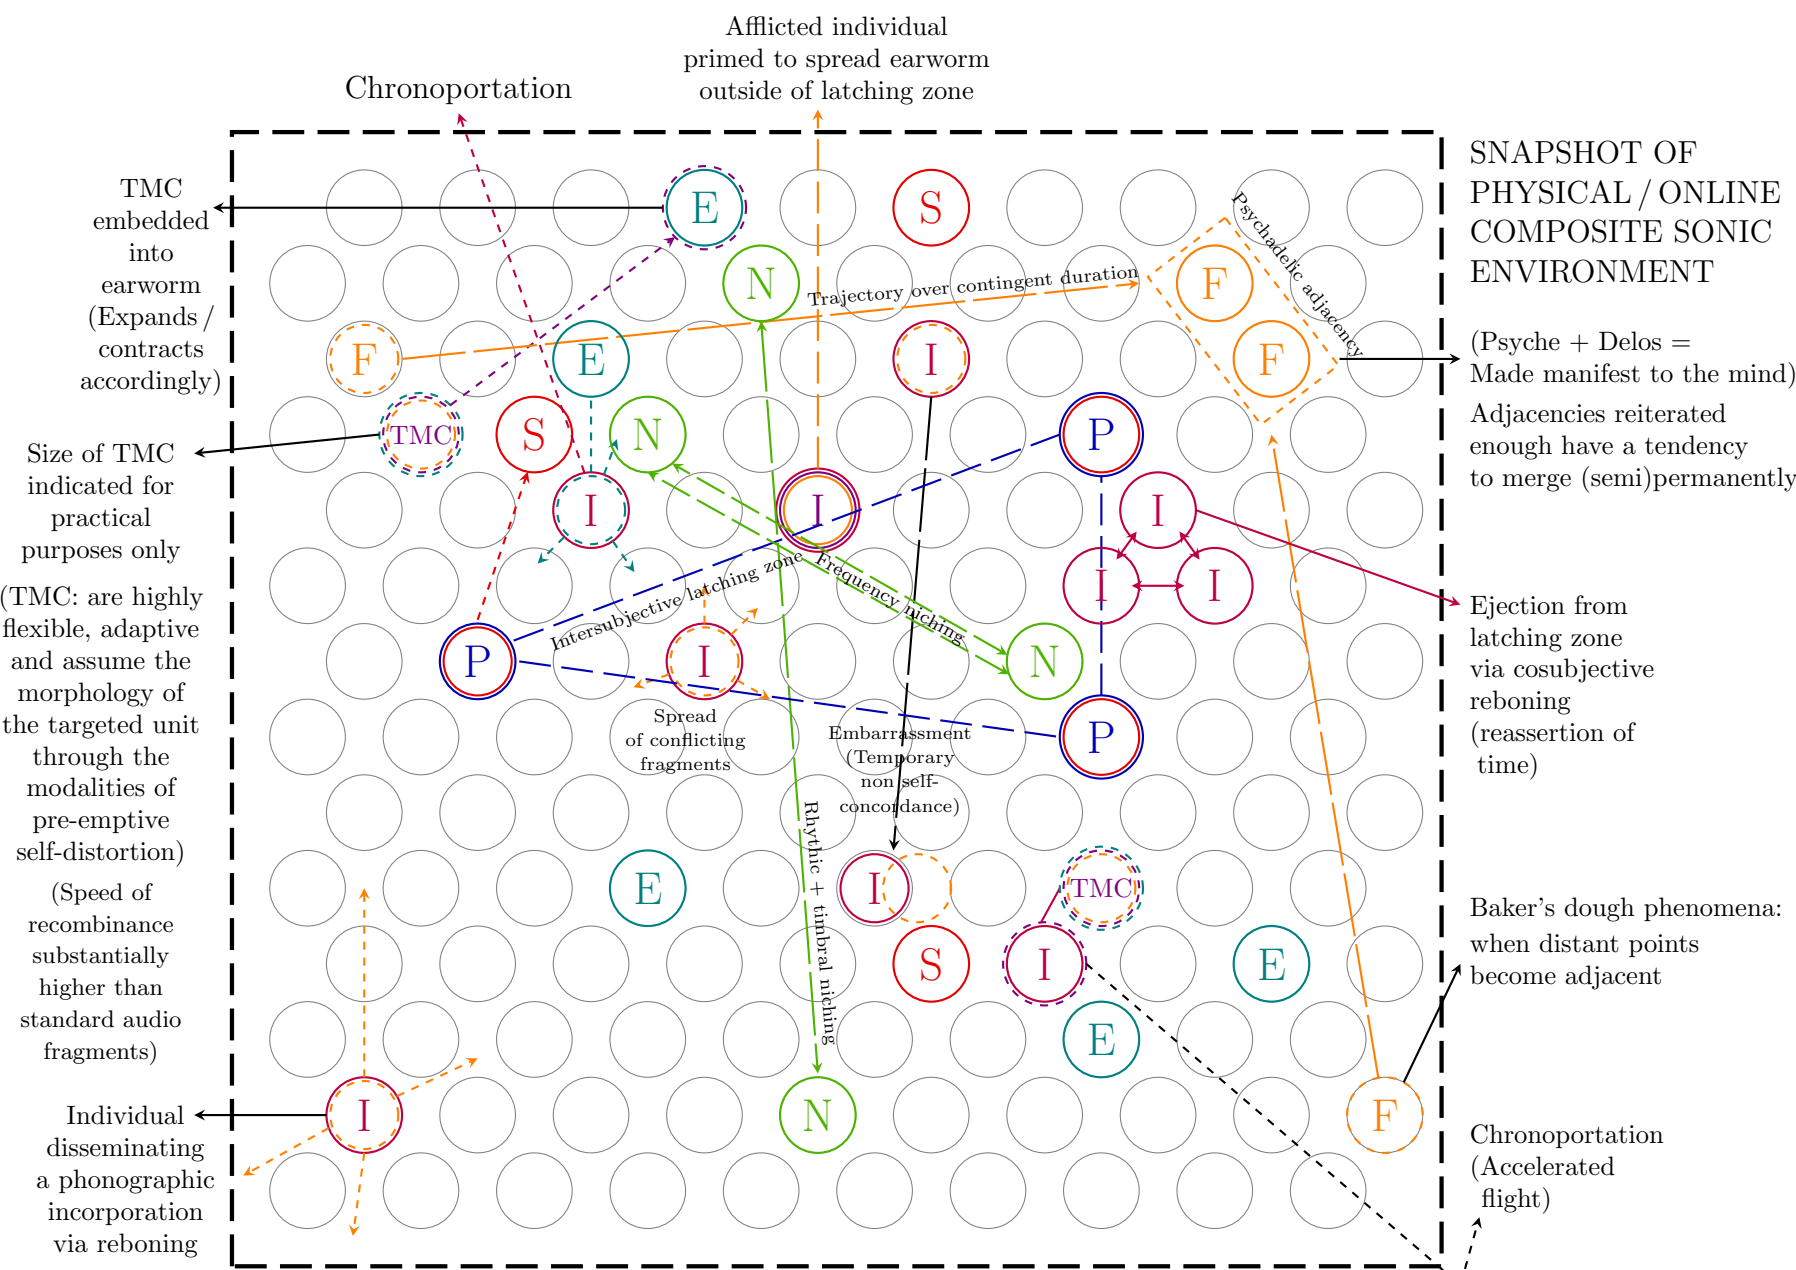 Afflicted individual
primed to spread earworm
outside of latching zone
Chronoportation
SNAPSHOT OF
PHYSICAL / ONLINE
COMPOSITE SONIC
ENVIRONMENT
TMC
embedded
into
earworm
(Expands /
contracts
accordingly)
E
S
N
F
Psychadelic adjacency
Trajectory over contingent duration
F
E
I
F
(Psyche + Delos =
Made manifest to the mind)
Adjacencies reiterated
enough have a tendency
to merge (semi)permanently
TMC
S
N
P
Size of TMC
indicated for
practical
purposes only
I
I
I
I
I
Intersubjective latching zone
Frequency niching
(TMC: are highly
flexible, adaptive
and assume the
morphology of
the targeted unit
through the
modalities of
pre-emptive
self-distortion)
Ejection from
latching zone
via cosubjective
reboning
(reassertion of
time)
P
I
N
Spread
of conflicting
fragments
Embarrassment
(Temporary
non self-
concordance)
P
Rhythic + timbral niching
(Speed of
recombinance
substantially
higher than
standard audio
fragments)
E
I
TMC
Baker's dough phenomena:
when distant points
become adjacent
S
I
E
E
Individual
disseminating
a phonographic
incorporation
via reboning
I
N
F
Chronoportation
(Accelerated
flight)